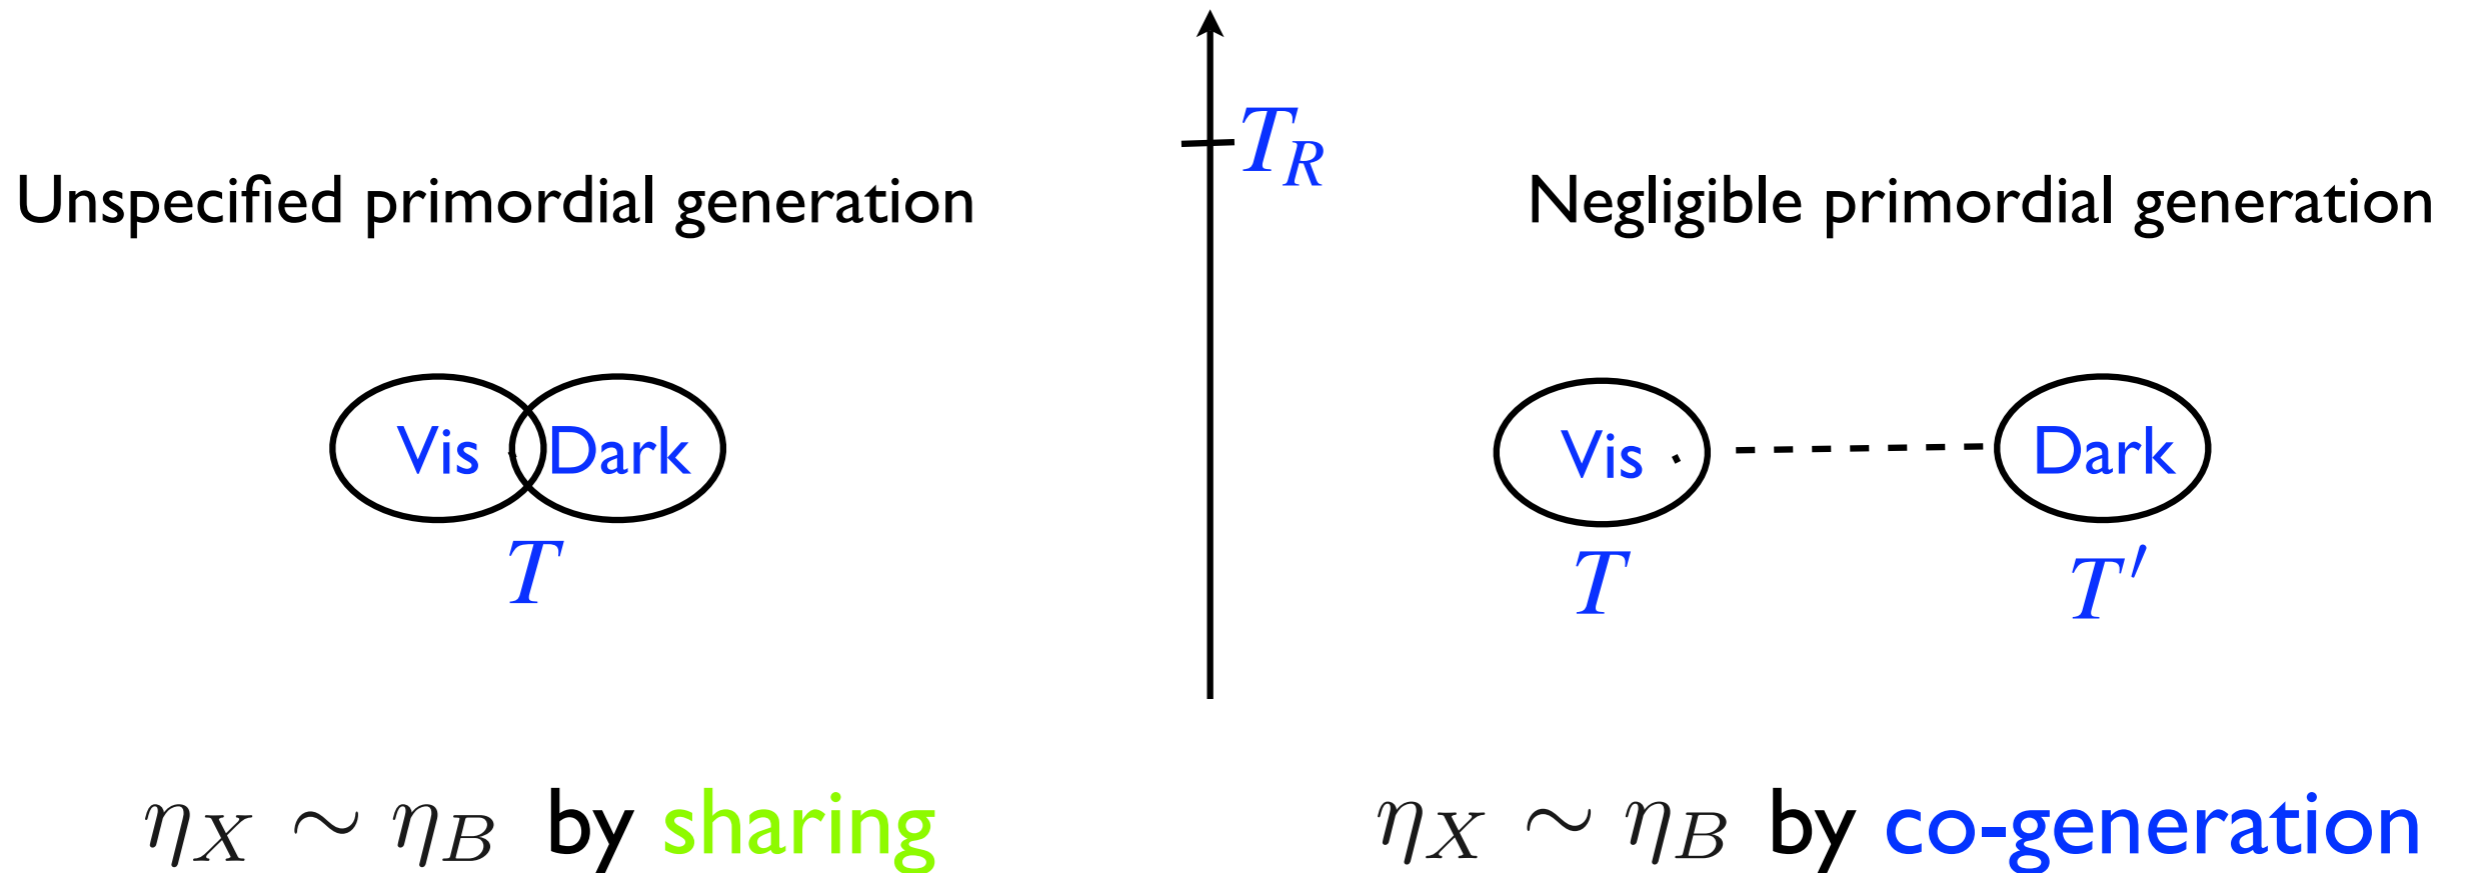 T_R
Unspecified primordial generation
Negligible primordial generation
Vis Dark
Vis Dark
T
T T′
η_X ∼ η_B by sharing
η_X ∼ η_B by co-generation